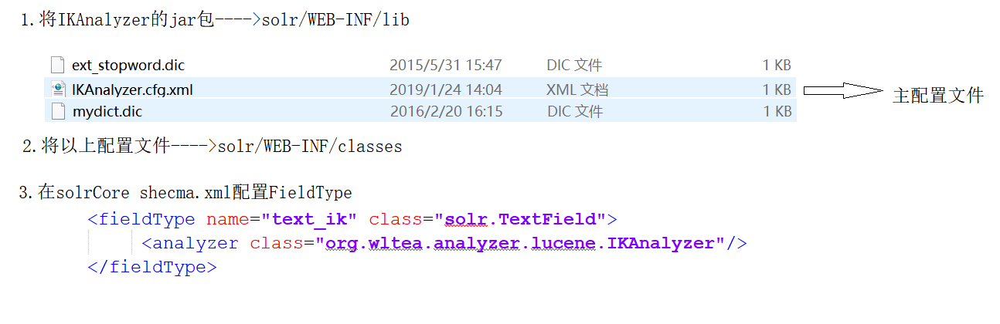 1.将IKAnalyzer的jar包---->solr/WEB-INF/lib
ext_stopword.dic 2015/5/31 15:47 DIC 文件 1 KB
IKAnalyzer.cfg.xml 2019/1/24 14:04 XML 文档 1 KB 主配置文件
mydict.dic 2016/2/20 16:15 DIC 文件 1 KB
2.将以上配置文件---->solr/WEB-INF/classes
3.在solrCore shecma.xml配置FieldType
<fieldType name="text_ik" class="solr.TextField">
<analyzer class="org.wltea.analyzer.lucene.IKAnalyzer"/>
</fieldType>